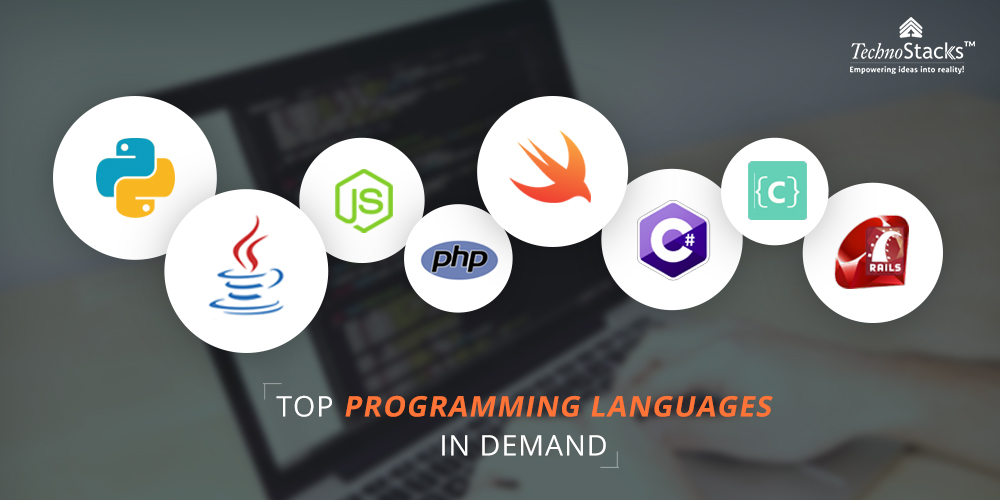 TechnoStacks™
Empowering ideas into reality!
JS
php
C#
{C}
RAILS
TOP PROGRAMMING LANGUAGES
IN DEMAND